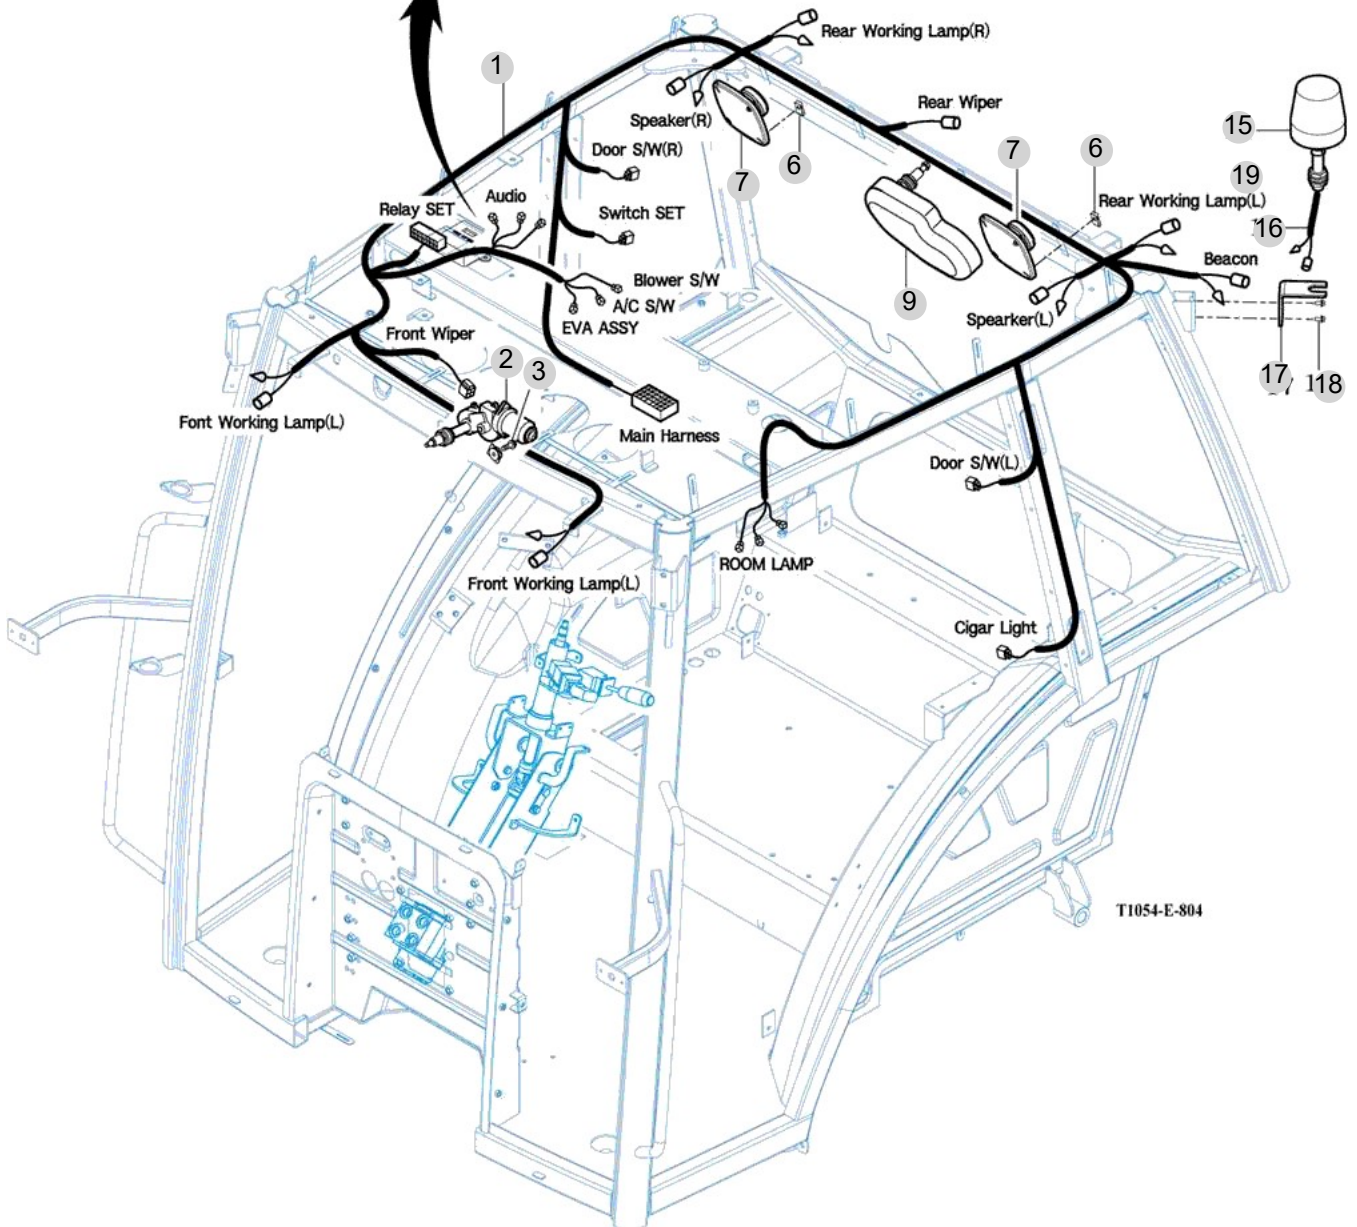 Rear Working Lamp(R)
1
Rear Wiper
15
Speaker(R)
Door S/W(R)
7
6
7
6
19
Rear Working Lamp(L)
Audio
Relay SET
Switch SET
16
Beacon
Blower S/W
A/C S/W
EVA ASSY
9
Spearker(L)
Front Wiper
2
3
17
18
Font Working Lamp(L)
Main Harness
Door S/W(L)
ROOM LAMP
Front Working Lamp(L)
Cigar Light
T1054-E-804